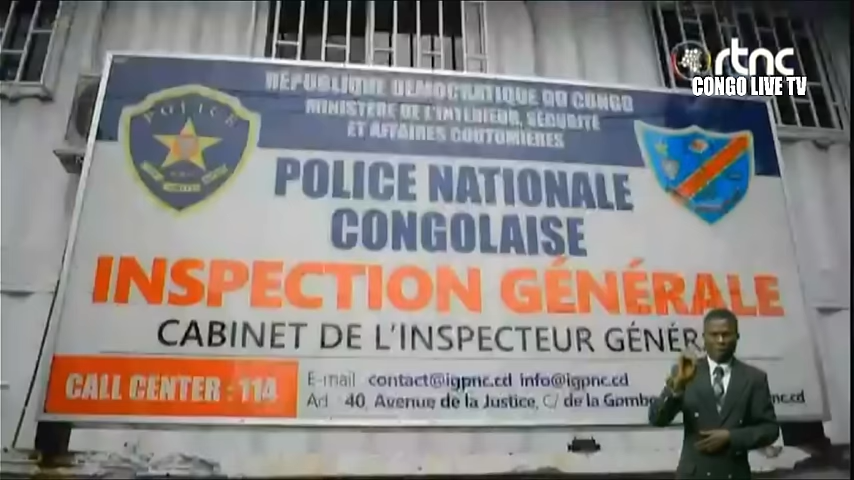 rtnc
CONGO LIVE TV
RÉPUBLIQUE DÉMOCRATIQUE DU CONGO
MINISTÈRE DE L'INTÉRIEUR, SÉCURITÉ
ET AFFAIRES COUTUMIÈRES
POLICE
POLICE NATIONALE
CONGOLAISE
INSPECTION GÉNÉRALE
CABINET DE L'INSPECTEUR GÉNÉR
CALL CENTER : 114
E-mail : contact@igpnc.cd info@igpnc.cd
Ad : 40, Avenue de la Justice, C/ de la Gombe